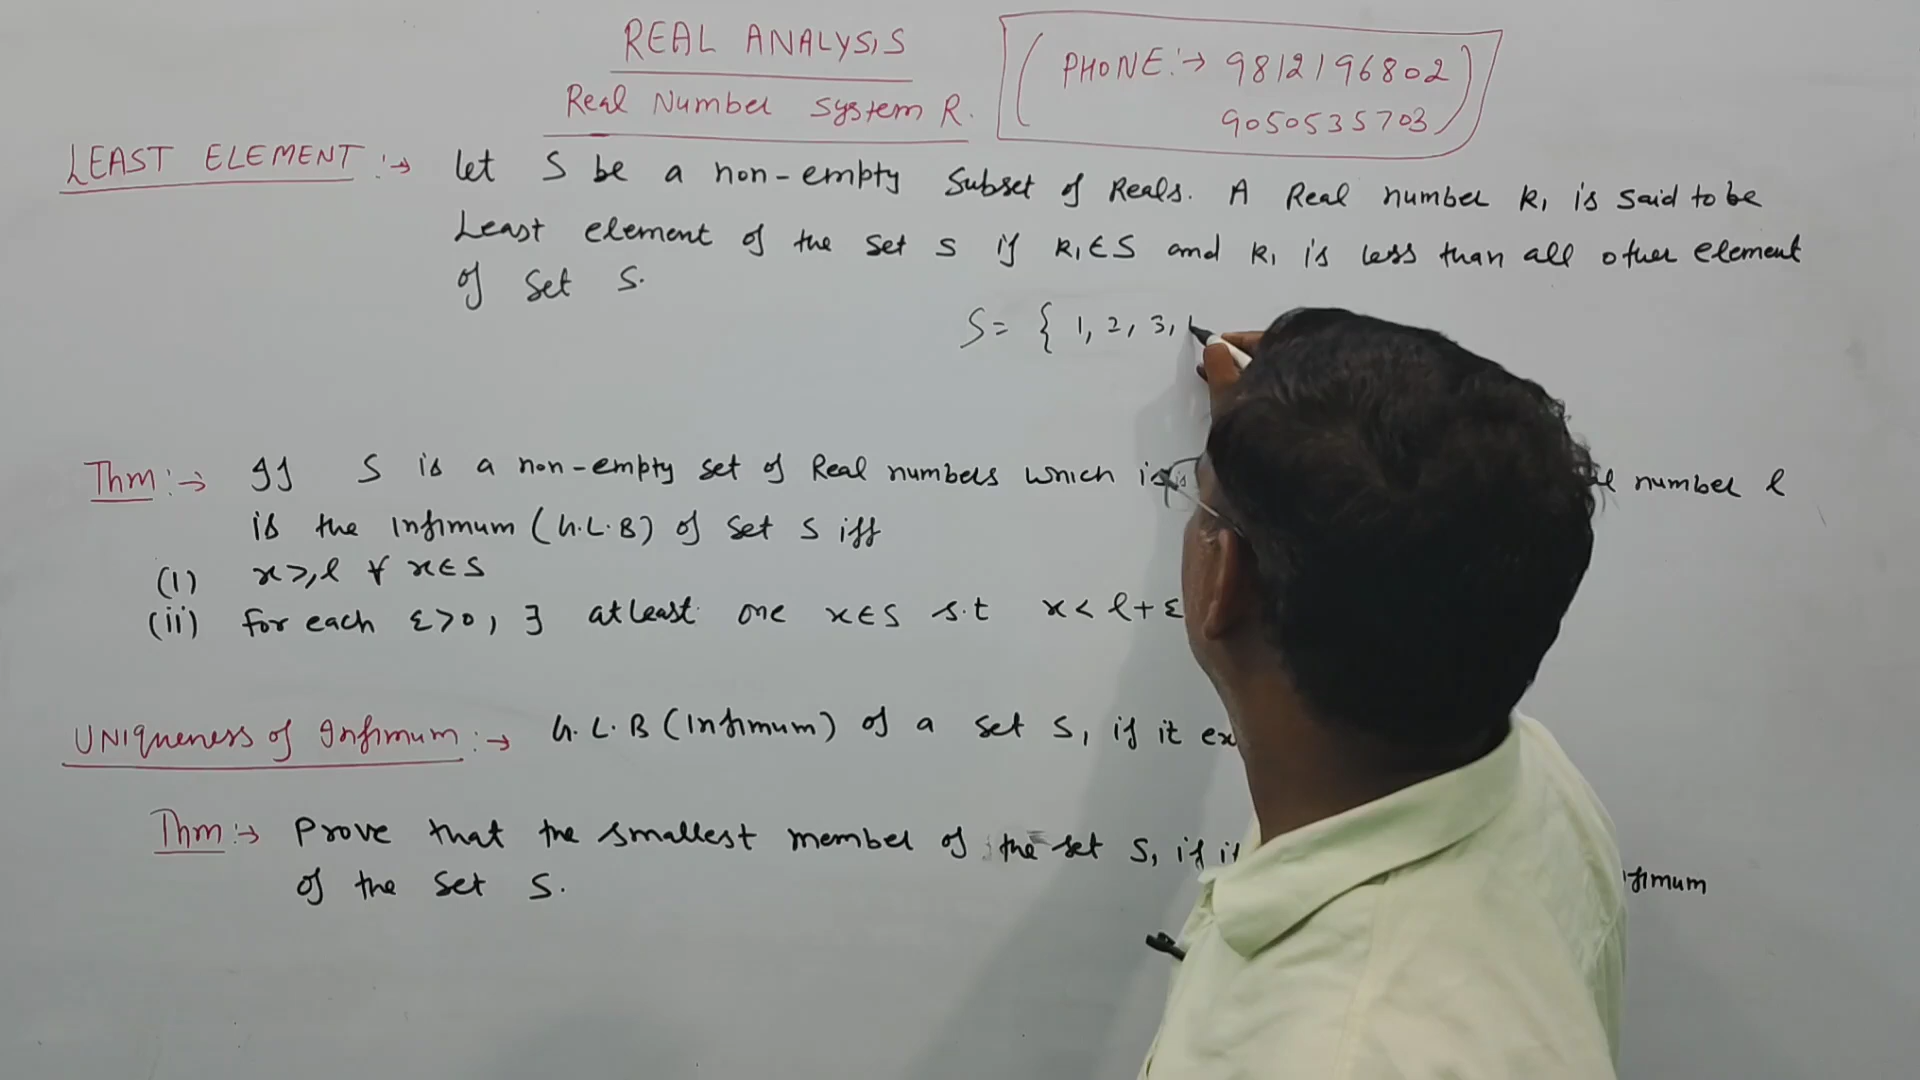 REAL ANALYSIS
Real Number System R.
(PHONE:→ 9812196802
9050535703)
LEAST ELEMENT:→ Let S be a non-empty Subset of Reals. A Real number k₁ is said to be
Least element of the set S if k₁∈S and k₁ is less than all other element
of set S.
S = { 1, 2, 3,
Thm:→ If S is a non-empty set of Real numbers which is number l
is the Infimum (G.L.B) of set S iff
(i) x≥l ∀ x∈S
(ii) for each ε>0, ∃ atleast one x∈S s.t x<l+ε
UNIQUENESS of Infimum:→ G.L.B (Infimum) of a set S, if it
Thm:→ Prove that the smallest member of the set S, if it
of the set S.